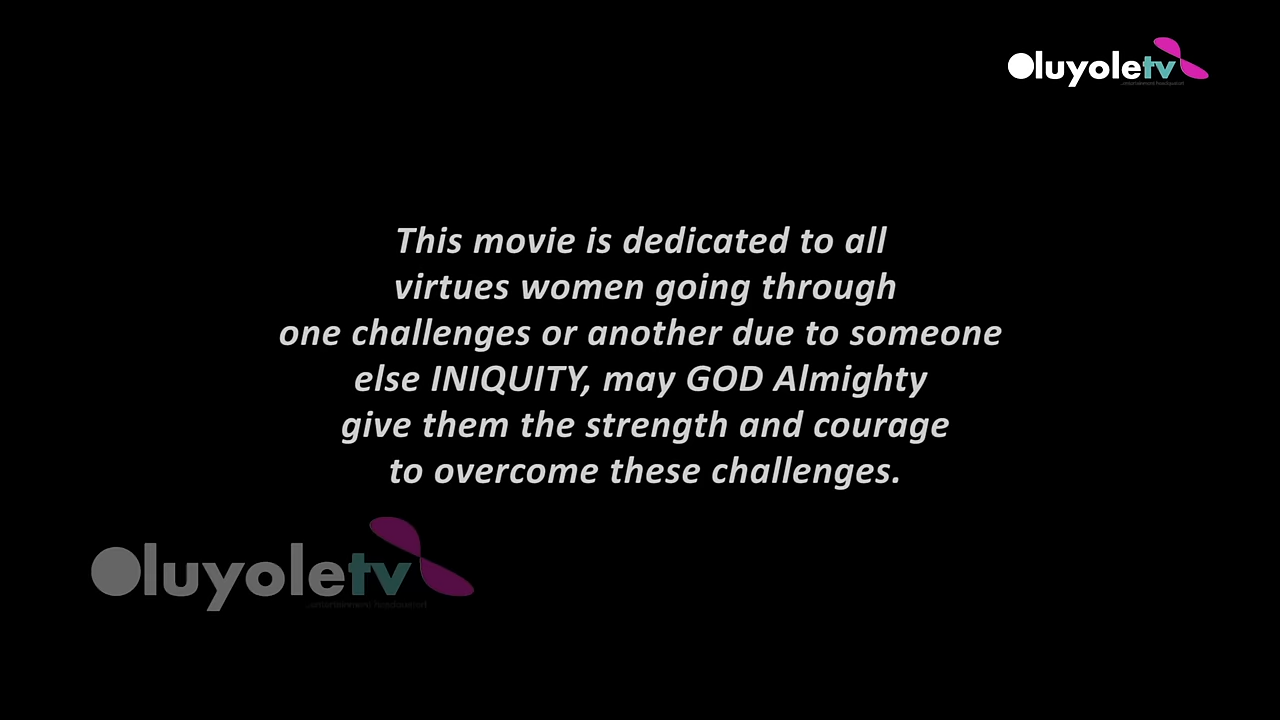 Oluyoletv
This movie is dedicated to all
virtues women going through
one challenges or another due to someone
else INIQUITY, may GOD Almighty
give them the strength and courage
to overcome these challenges.
Oluyoletv